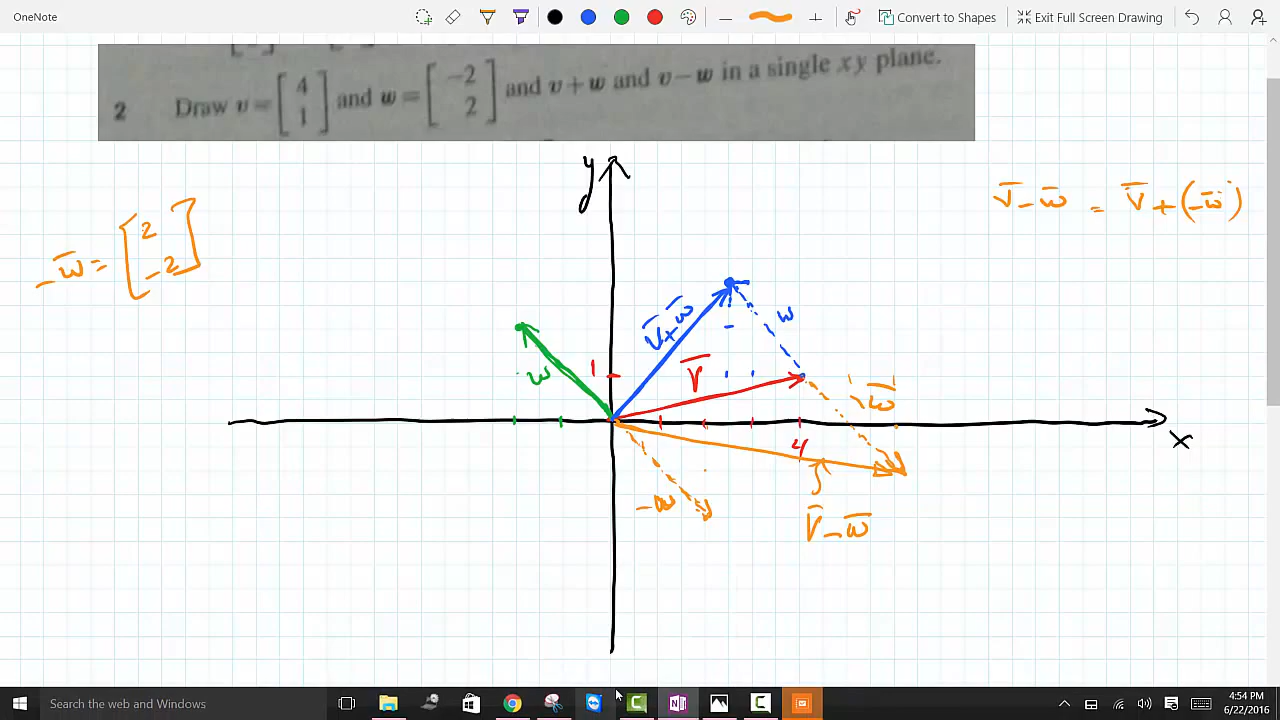 OneNote
Convert to Shapes
Exit Full Screen Drawing
2 Draw v = [4 1] and w = [-2 2] and v + w and v − w in a single xy plane.
y
v̅ - w̅ = v̅ + (-w̅)
-w̅ = [2 -2]
v̅+w̅
w
w
1
v̅
-w̅
x
4
-w
v̅ - w̅
Search the web and Windows
4:54 PM
6/22/2016